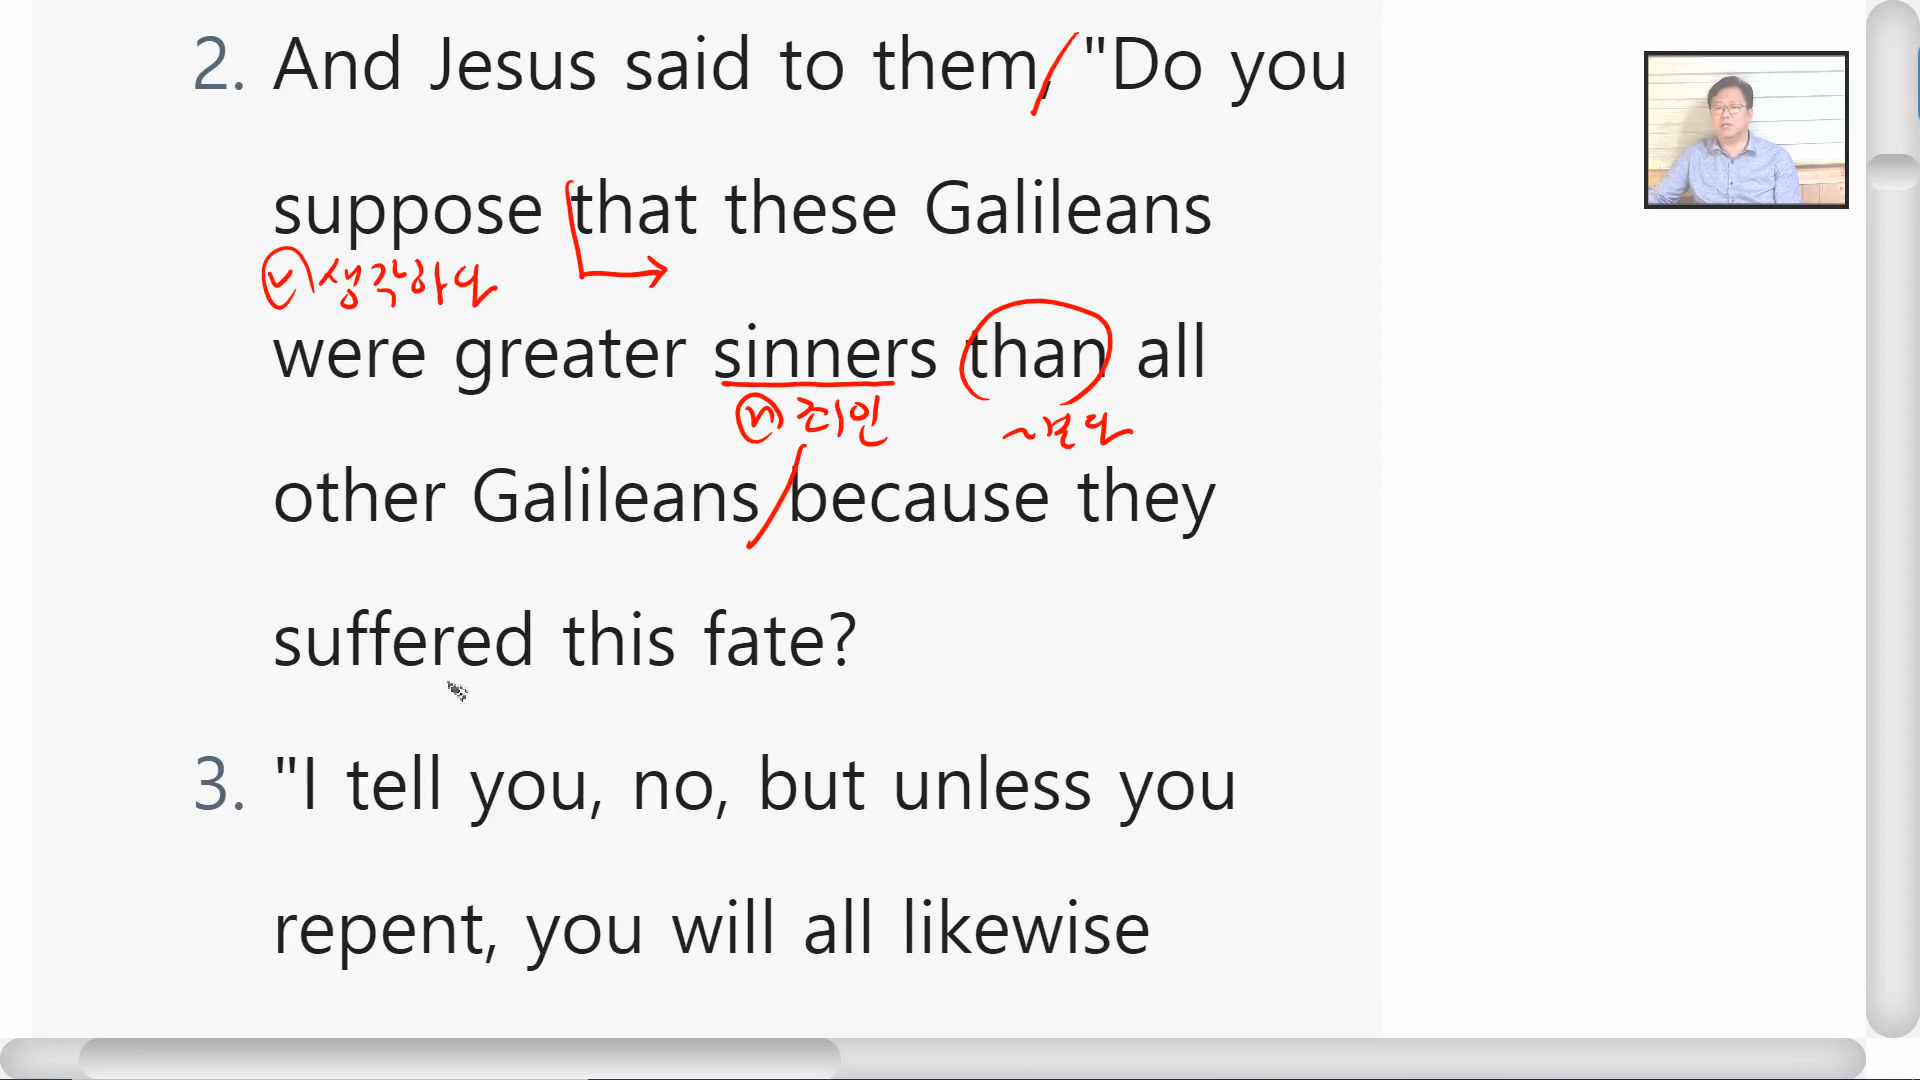 2. And Jesus said to them, "Do you
suppose that these Galileans
ⓥ 생각하다
were greater sinners than all
ⓝ 죄인 ~보다
other Galileans because they
suffered this fate?
3. "I tell you, no, but unless you
repent, you will all likewise